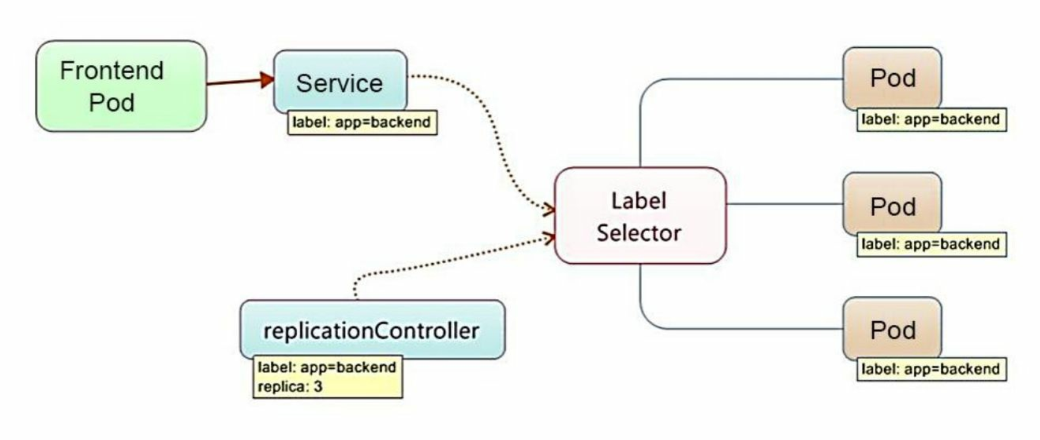 Frontend
Pod
Service
label: app=backend
Label
Selector
replicationController
label: app=backend
replica: 3
Pod
label: app=backend
Pod
label: app=backend
Pod
label: app=backend